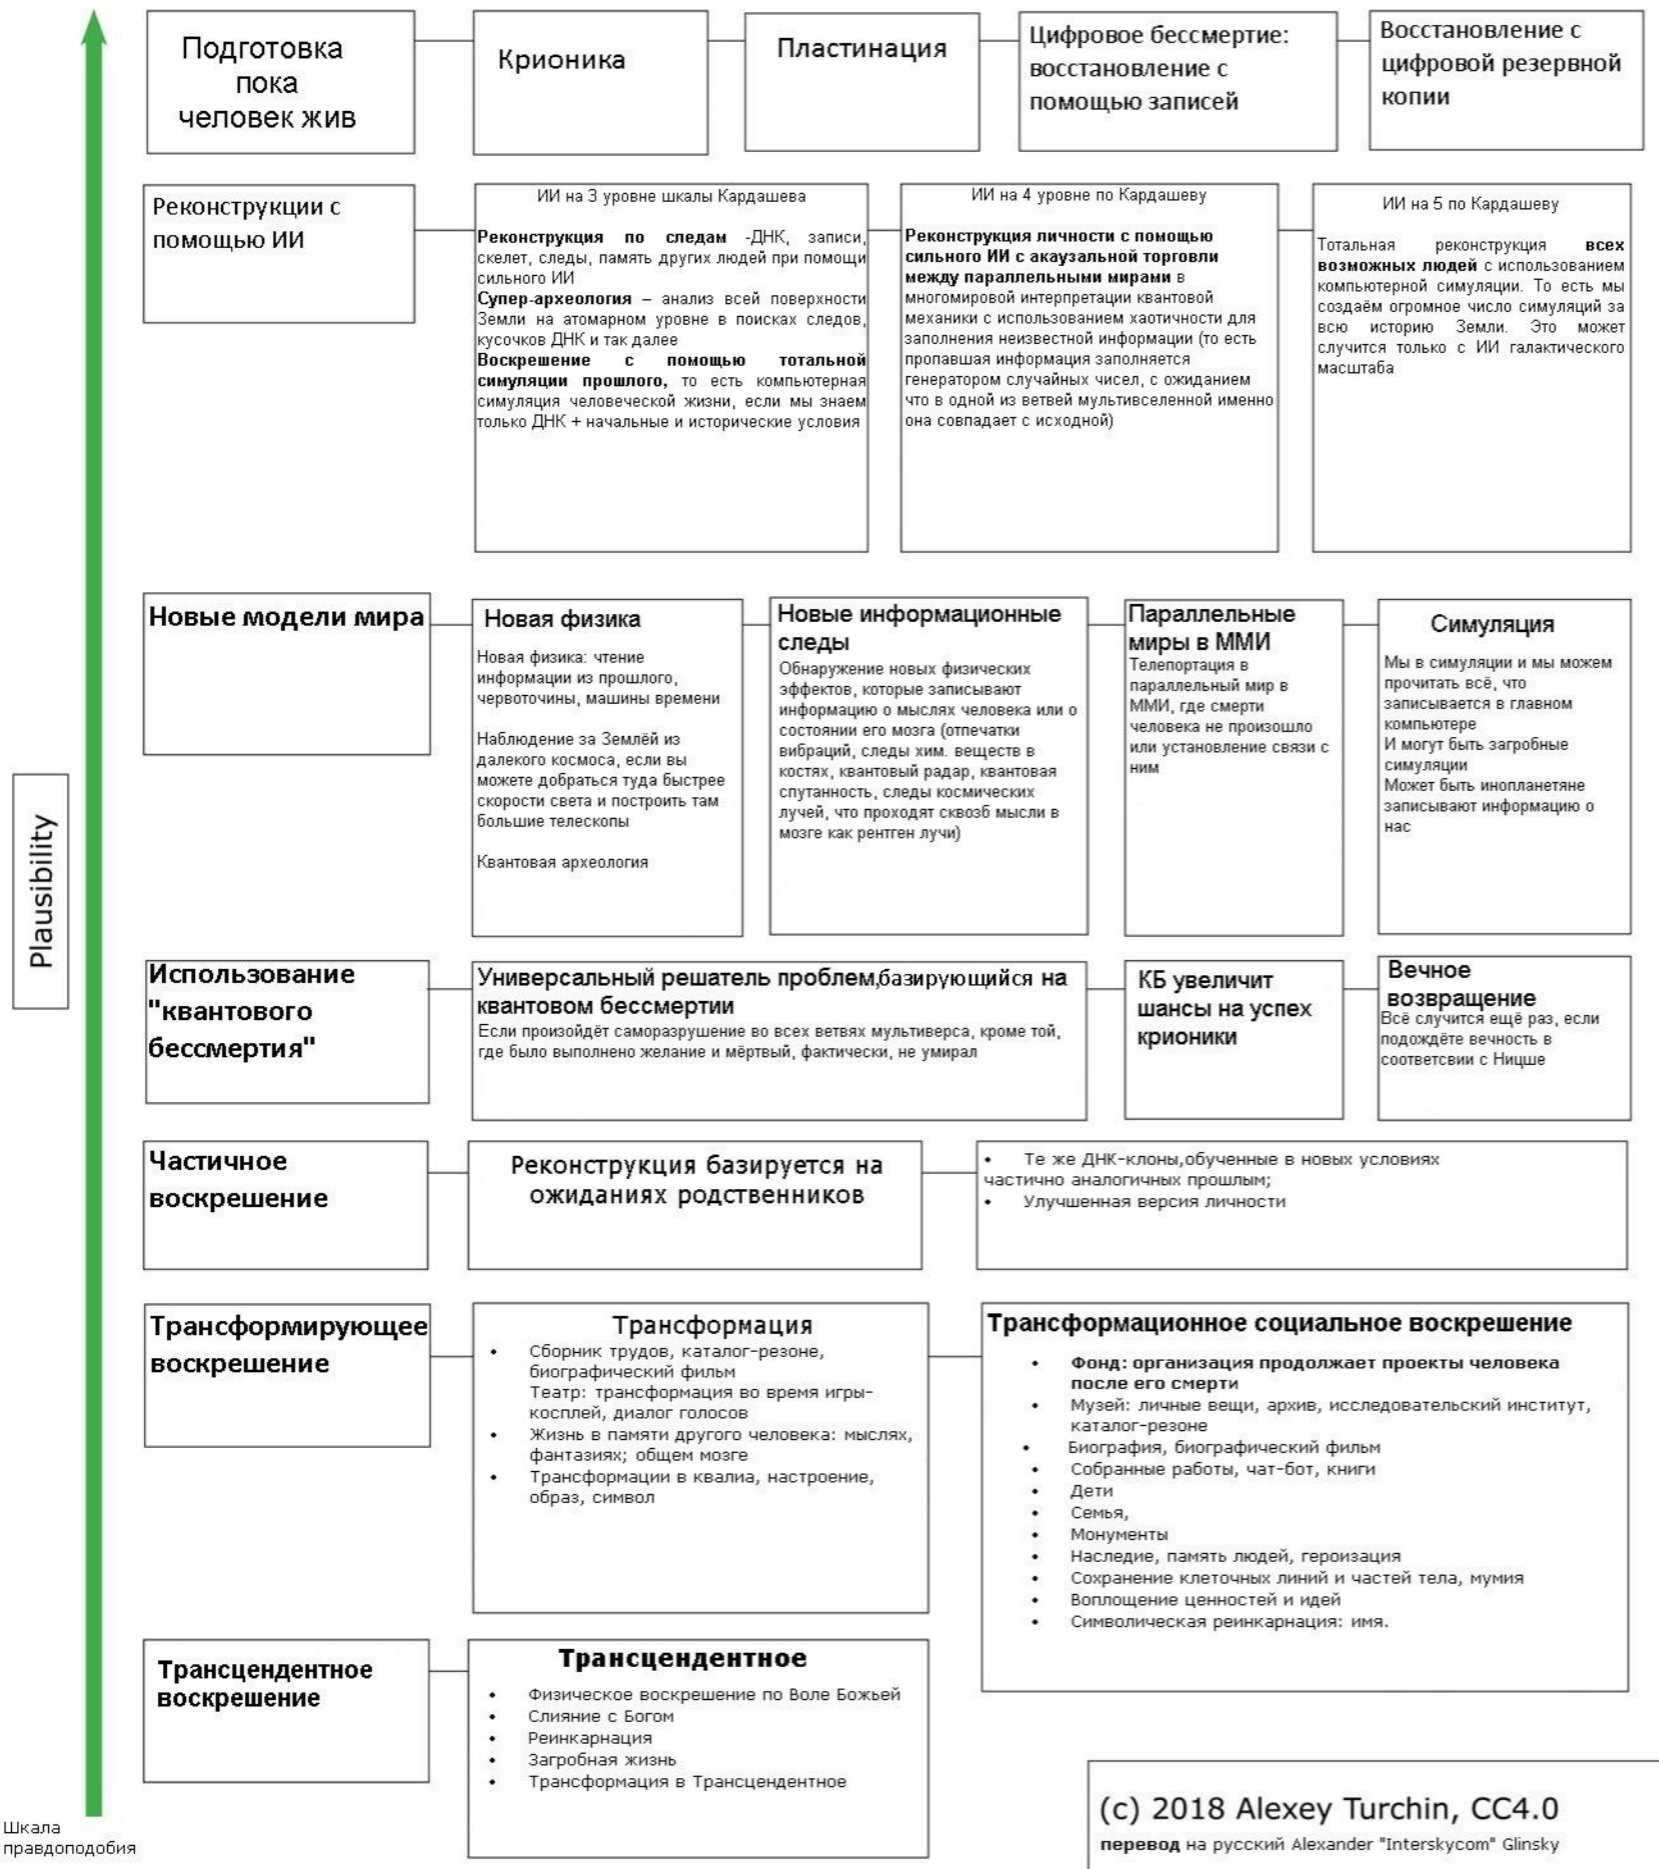 Подготовка
пока
человек жив
Крионика
Пластинация
Цифровое бессмертие:
восстановление с
помощью записей
Восстановление с
цифровой резервной
копии
Реконструкции с
помощью ИИ
ИИ на 3 уровне шкалы Кардашева
Реконструкция по следам -ДНК, записи,
скелет, следы, память других людей при помощи
сильного ИИ
Супер-археология – анализ всей поверхности
Земли на атомарном уровне в поисках следов,
кусочков ДНК и так далее
Воскрешение с помощью тотальной
симуляции прошлого, то есть компьютерная
симуляция человеческой жизни, если мы знаем
только ДНК + начальные и исторические условия
ИИ на 4 уровне по Кардашеву
Реконструкция личности с помощью
сильного ИИ с акаузальной торговли
между параллельными мирами в
многомировой интерпретации квантовой
механики с использованием хаотичности для
заполнения неизвестной информации (то есть
пропавшая информация заполняется
генератором случайных чисел, с ожиданием
что в одной из ветвей мультивселенной именно
она совпадает с исходной)
ИИ на 5 по Кардашеву
Тотальная реконструкция всех
возможных людей с использованием
компьютерной симуляции. То есть мы
создаём огромное число симуляций за
всю историю Земли. Это может
случится только с ИИ галактического
масштаба
Новые модели мира
Новая физика
Новая физика: чтение
информации из прошлого,
червоточины, машины времени
Наблюдение за Землёй из
далекого космоса, если вы
можете добраться туда быстрее
скорости света и построить там
большие телескопы
Квантовая археология
Новые информационные
следы
Обнаружение новых физических
эффектов, которые записывают
информацию о мыслях человека или о
состоянии его мозга (отпечатки
вибраций, следы хим. веществ в
костях, квантовый радар, квантовая
спутанность, следы космических
лучей, что проходят сквозб мысли в
мозге как рентген лучи)
Параллельные
миры в ММИ
Телепортация в
параллельный мир в
ММИ, где смерти
человека не произошло
или установление связи с
ним
Симуляция
Мы в симуляции и мы можем
прочитать всё, что
записывается в главном
компьютере
И могут быть загробные
симуляции
Может быть инопланетяне
записывают информацию о
нас
Plausibility
Использование
"квантового
бессмертия"
Универсальный решатель проблем,базирующийся на
квантовом бессмертии
Если произойдёт саморазрушение во всех ветвях мультиверса, кроме той,
где было выполнено желание и мёртвый, фактически, не умирал
КБ увеличит
шансы на успех
крионики
Вечное
возвращение
Всё случится ещё раз, если
подождёте вечность в
соответсвии с Ницше
Частичное
воскрешение
Реконструкция базируется на
ожиданиях родственников
• Те же ДНК-клоны,обученные в новых условиях
частично аналогичных прошлым;
• Улучшенная версия личности
Трансформирующее
воскрешение
Трансформация
• Сборник трудов, каталог-резоне,
биографический фильм
Театр: трансформация во время игры-
косплей, диалог голосов
• Жизнь в памяти другого человека: мыслях,
фантазиях; общем мозге
• Трансформации в квалиа, настроение,
образ, символ
Трансформационное социальное воскрешение
• Фонд: организация продолжает проекты человека
после его смерти
• Музей: личные вещи, архив, исследовательский институт,
каталог-резоне
• Биография, биографический фильм
• Собранные работы, чат-бот, книги
• Дети
• Семья,
• Монументы
• Наследие, память людей, героизация
• Сохранение клеточных линий и частей тела, мумия
• Воплощение ценностей и идей
• Символическая реинкарнация: имя.
Трансцендентное
воскрешение
Трансцендентное
• Физическое воскрешение по Воле Божьей
• Слияние с Богом
• Реинкарнация
• Загробная жизнь
• Трансформация в Трансцендентное
Шкала
правдоподобия
(c) 2018 Alexey Turchin, CC4.0
перевод на русский Alexander "Interskycom" Glinsky